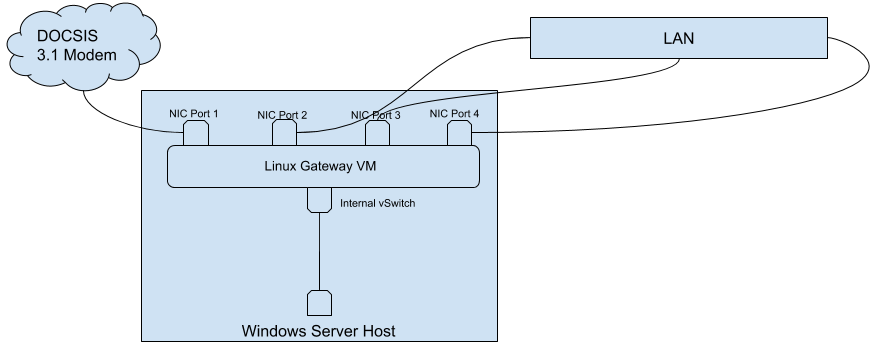 DOCSIS
3.1 Modem
LAN
NIC Port 1
NIC Port 2
NIC Port 3
NIC Port 4
Linux Gateway VM
Internal vSwitch
Windows Server Host